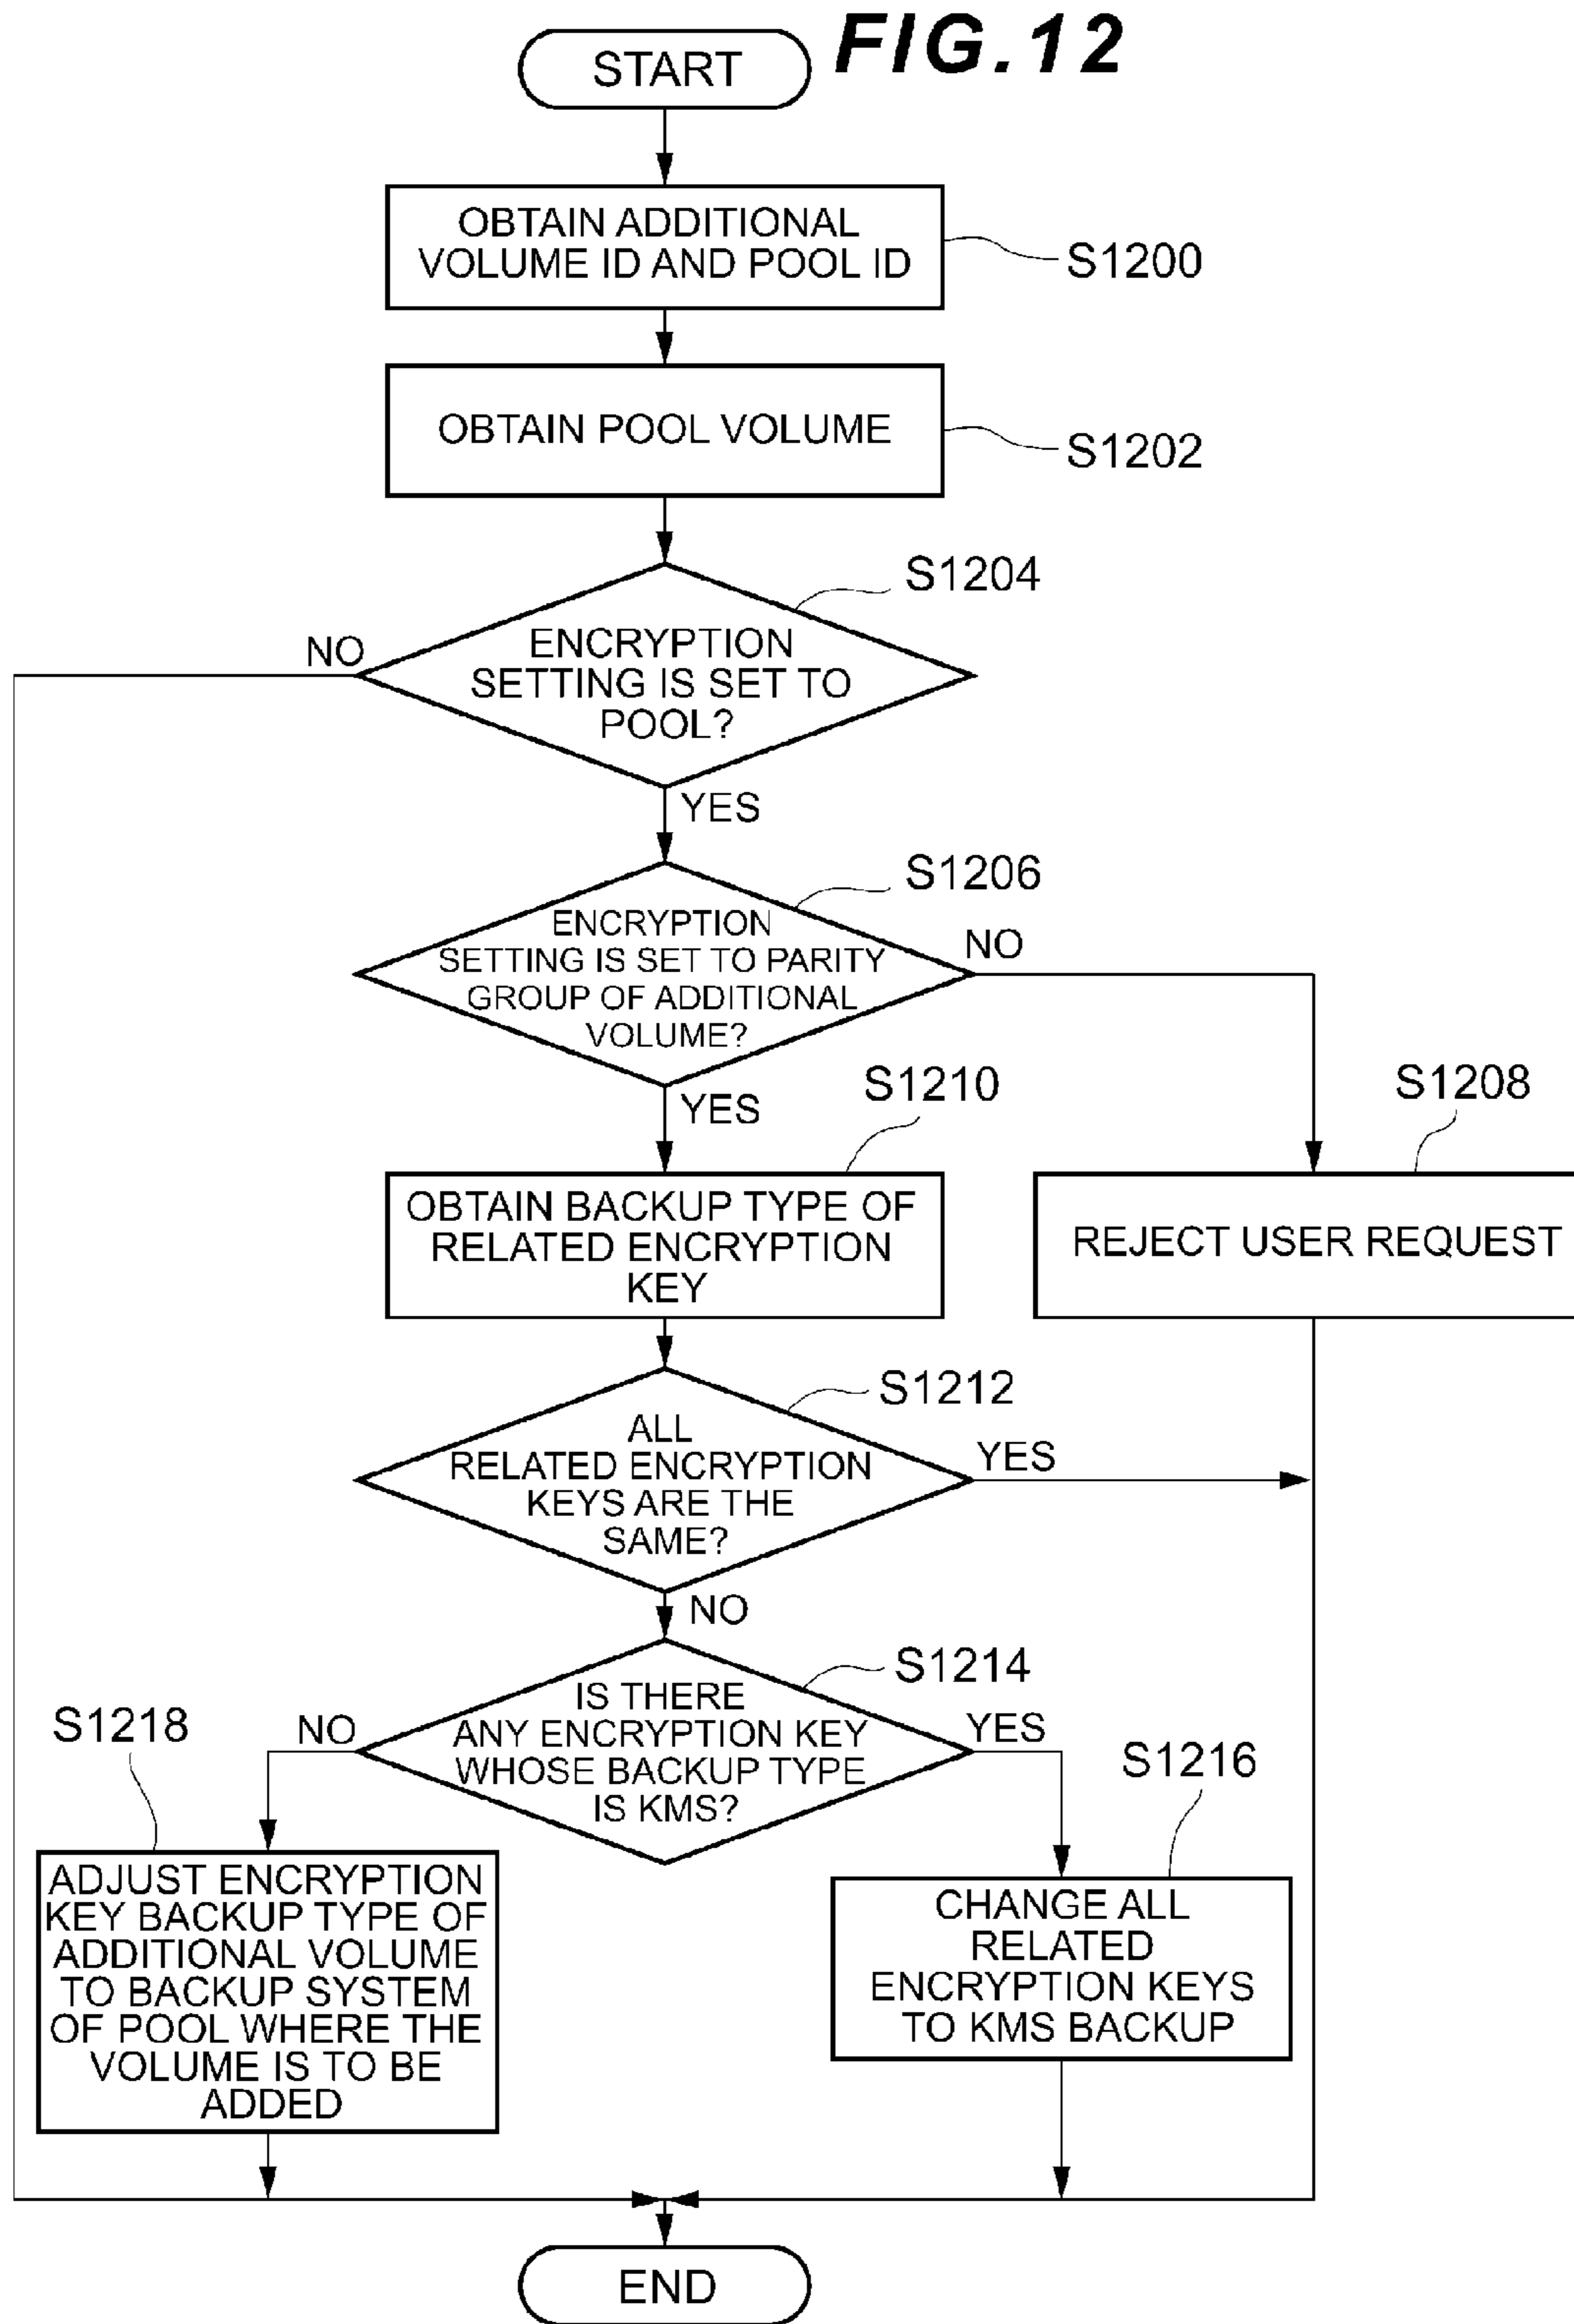 FIG.12
START
OBTAIN ADDITIONAL
VOLUME ID AND POOL ID
S1200
OBTAIN POOL VOLUME
S1202
S1204
ENCRYPTION
SETTING IS SET TO
POOL?
NO
YES
S1206
ENCRYPTION
SETTING IS SET TO PARITY
GROUP OF ADDITIONAL
VOLUME?
NO
YES
S1210
S1208
OBTAIN BACKUP TYPE OF
RELATED ENCRYPTION
KEY
REJECT USER REQUEST
S1212
ALL
RELATED ENCRYPTION
KEYS ARE THE
SAME?
YES
NO
S1214
IS THERE
ANY ENCRYPTION KEY
WHOSE BACKUP TYPE
IS KMS?
S1218
NO
YES
S1216
ADJUST ENCRYPTION
KEY BACKUP TYPE OF
ADDITIONAL VOLUME
TO BACKUP SYSTEM
OF POOL WHERE THE
VOLUME IS TO BE
ADDED
CHANGE ALL
RELATED
ENCRYPTION KEYS
TO KMS BACKUP
END